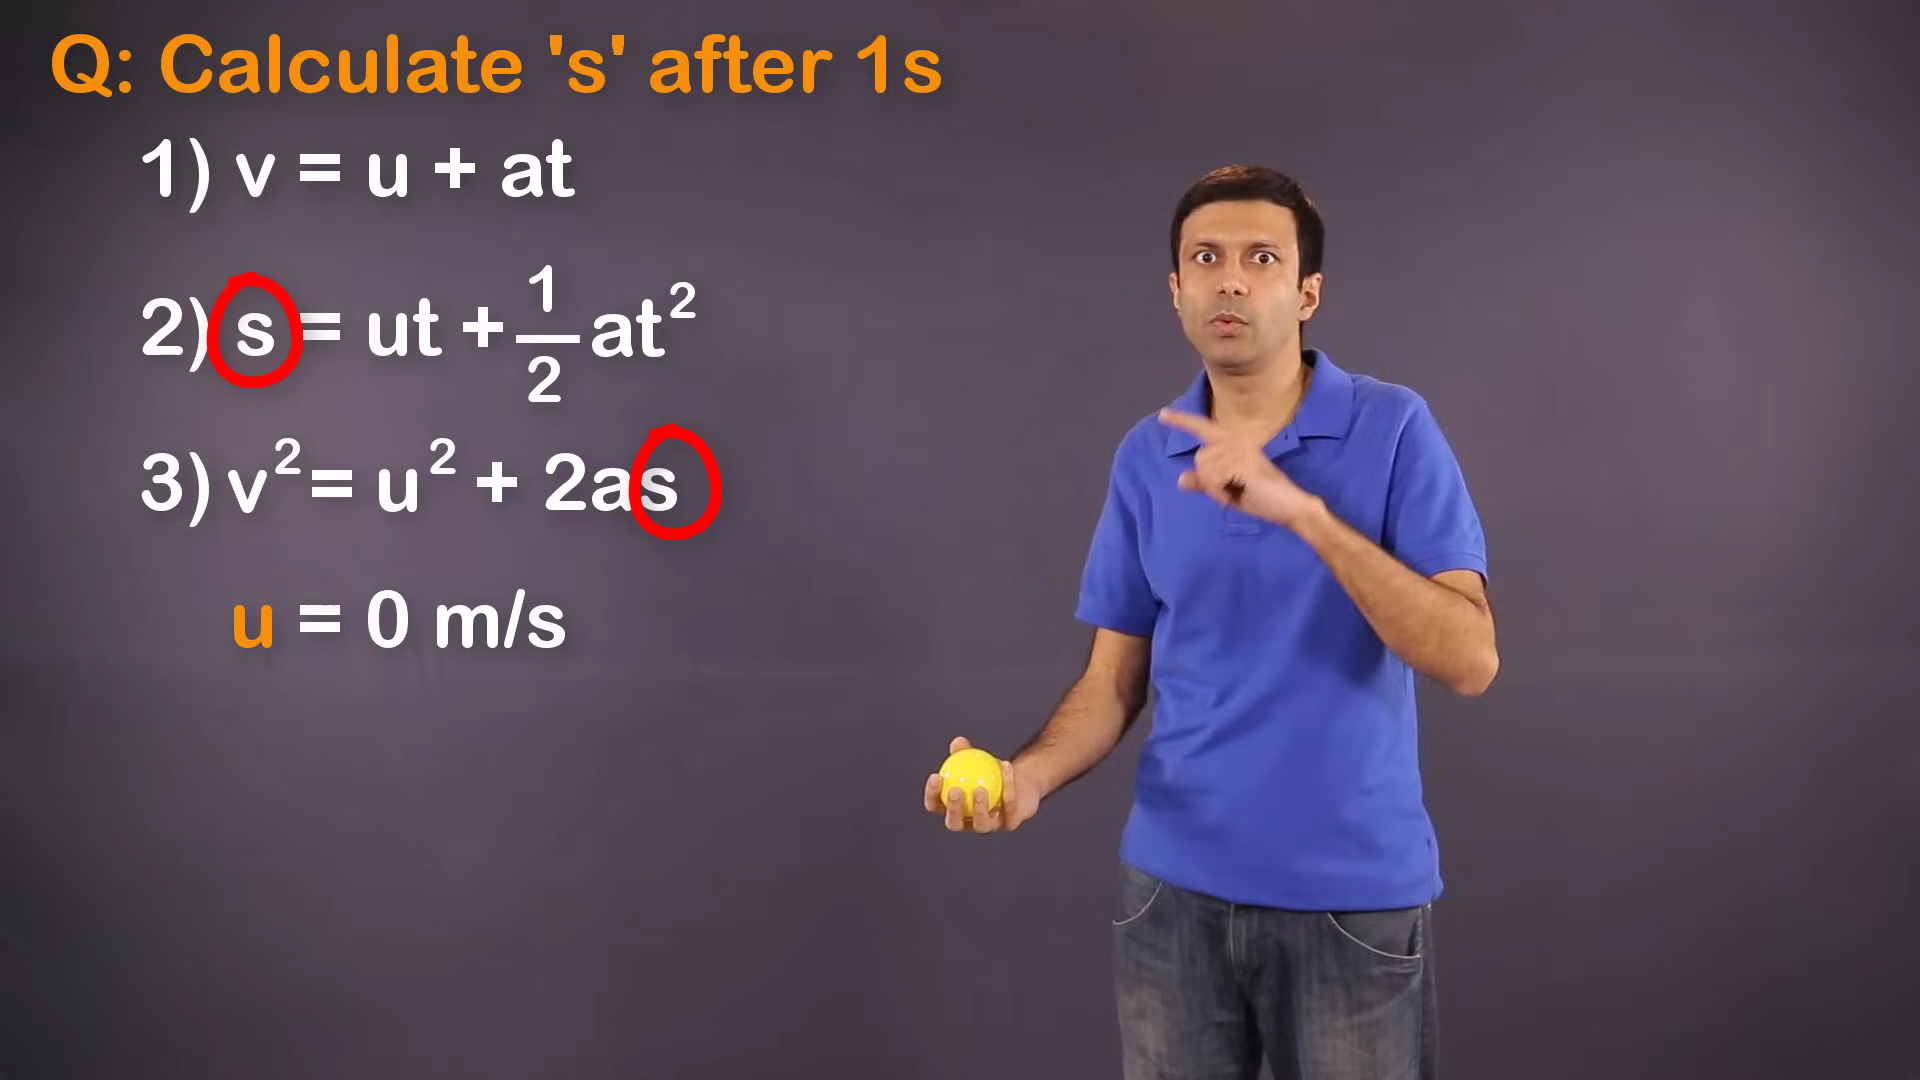 Q: Calculate 's' after 1s
1) v = u + at
2) s = ut + 1/2 at²
3) v² = u² + 2as
u = 0 m/s